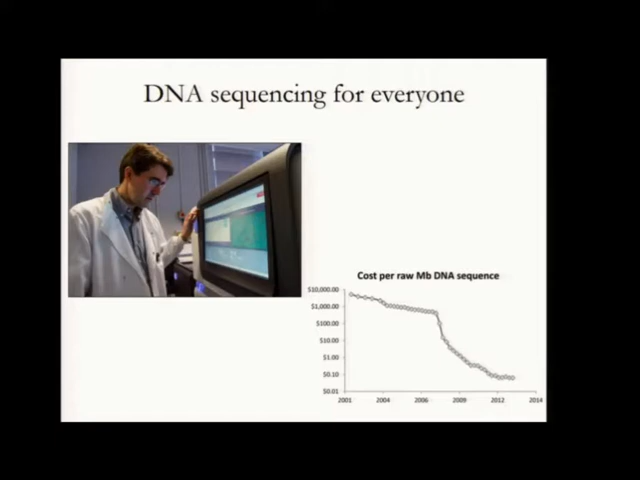 DNA sequencing for everyone
Cost per raw Mb DNA sequence
$10,000.00
$1,000.00
$100.00
$10.00
$1.00
$0.10
$0.01
2001 2004 2006 2009 2012 2014